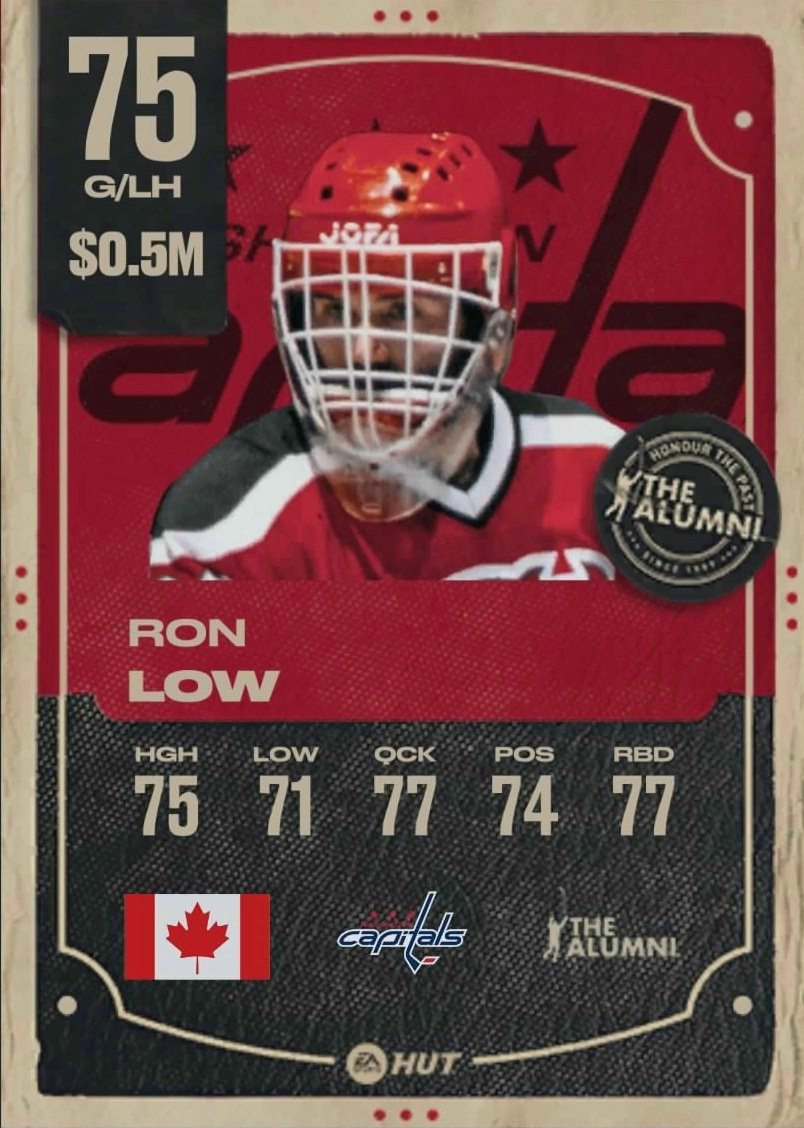 75
G/LH
$0.5M
JOFA
HONOUR THE PAST
THE
ALUMNI
SINCE
RON
LOW
HGH LOW QCK POS RBD
75 71 77 74 77
capitals
THE
ALUMNI
EA HUT